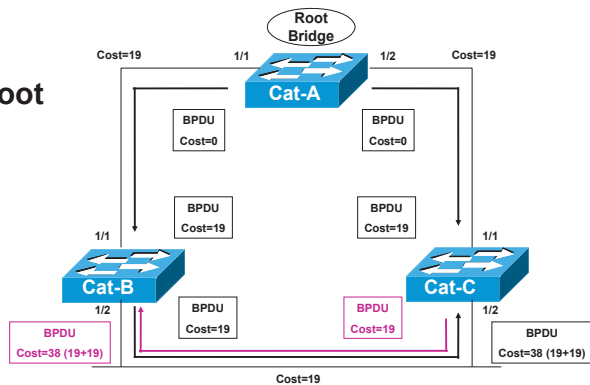 Root
Bridge
Cost=19
1/1
1/2
Cost=19
oot
Cat-A
BPDU
Cost=0
BPDU
Cost=0
BPDU
Cost=19
BPDU
Cost=19
1/1
1/1
Cat-B
Cat-C
1/2
1/2
BPDU
Cost=19
BPDU
Cost=19
BPDU
Cost=38 (19+19)
BPDU
Cost=38 (19+19)
Cost=19